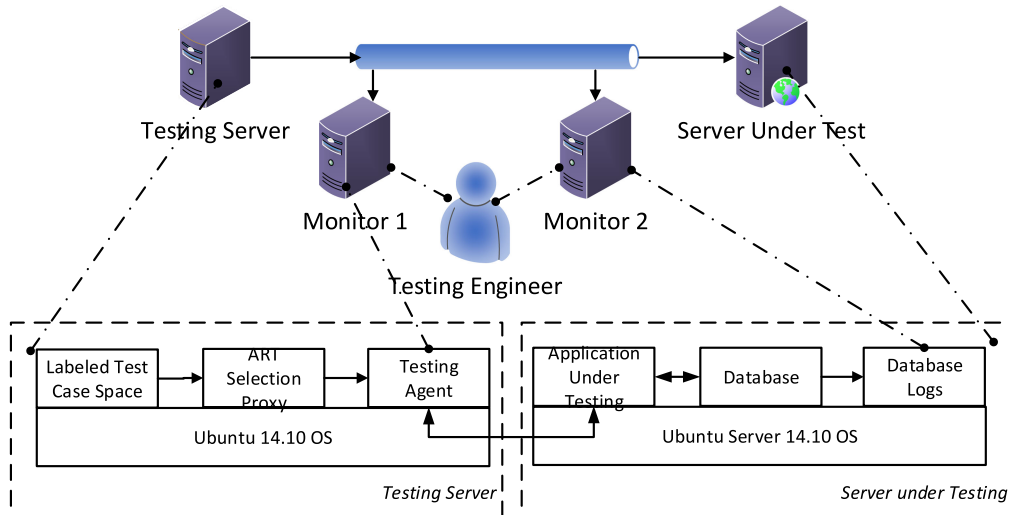 Testing Server
Server Under Test
Monitor 1
Monitor 2
Testing Engineer
Labeled Test
Case Space
ART
Selection
Proxy
Testing
Agent
Application
Under
Testing
Database
Database
Logs
Ubuntu 14.10 OS
Ubuntu Server 14.10 OS
Testing Server
Server under Testing